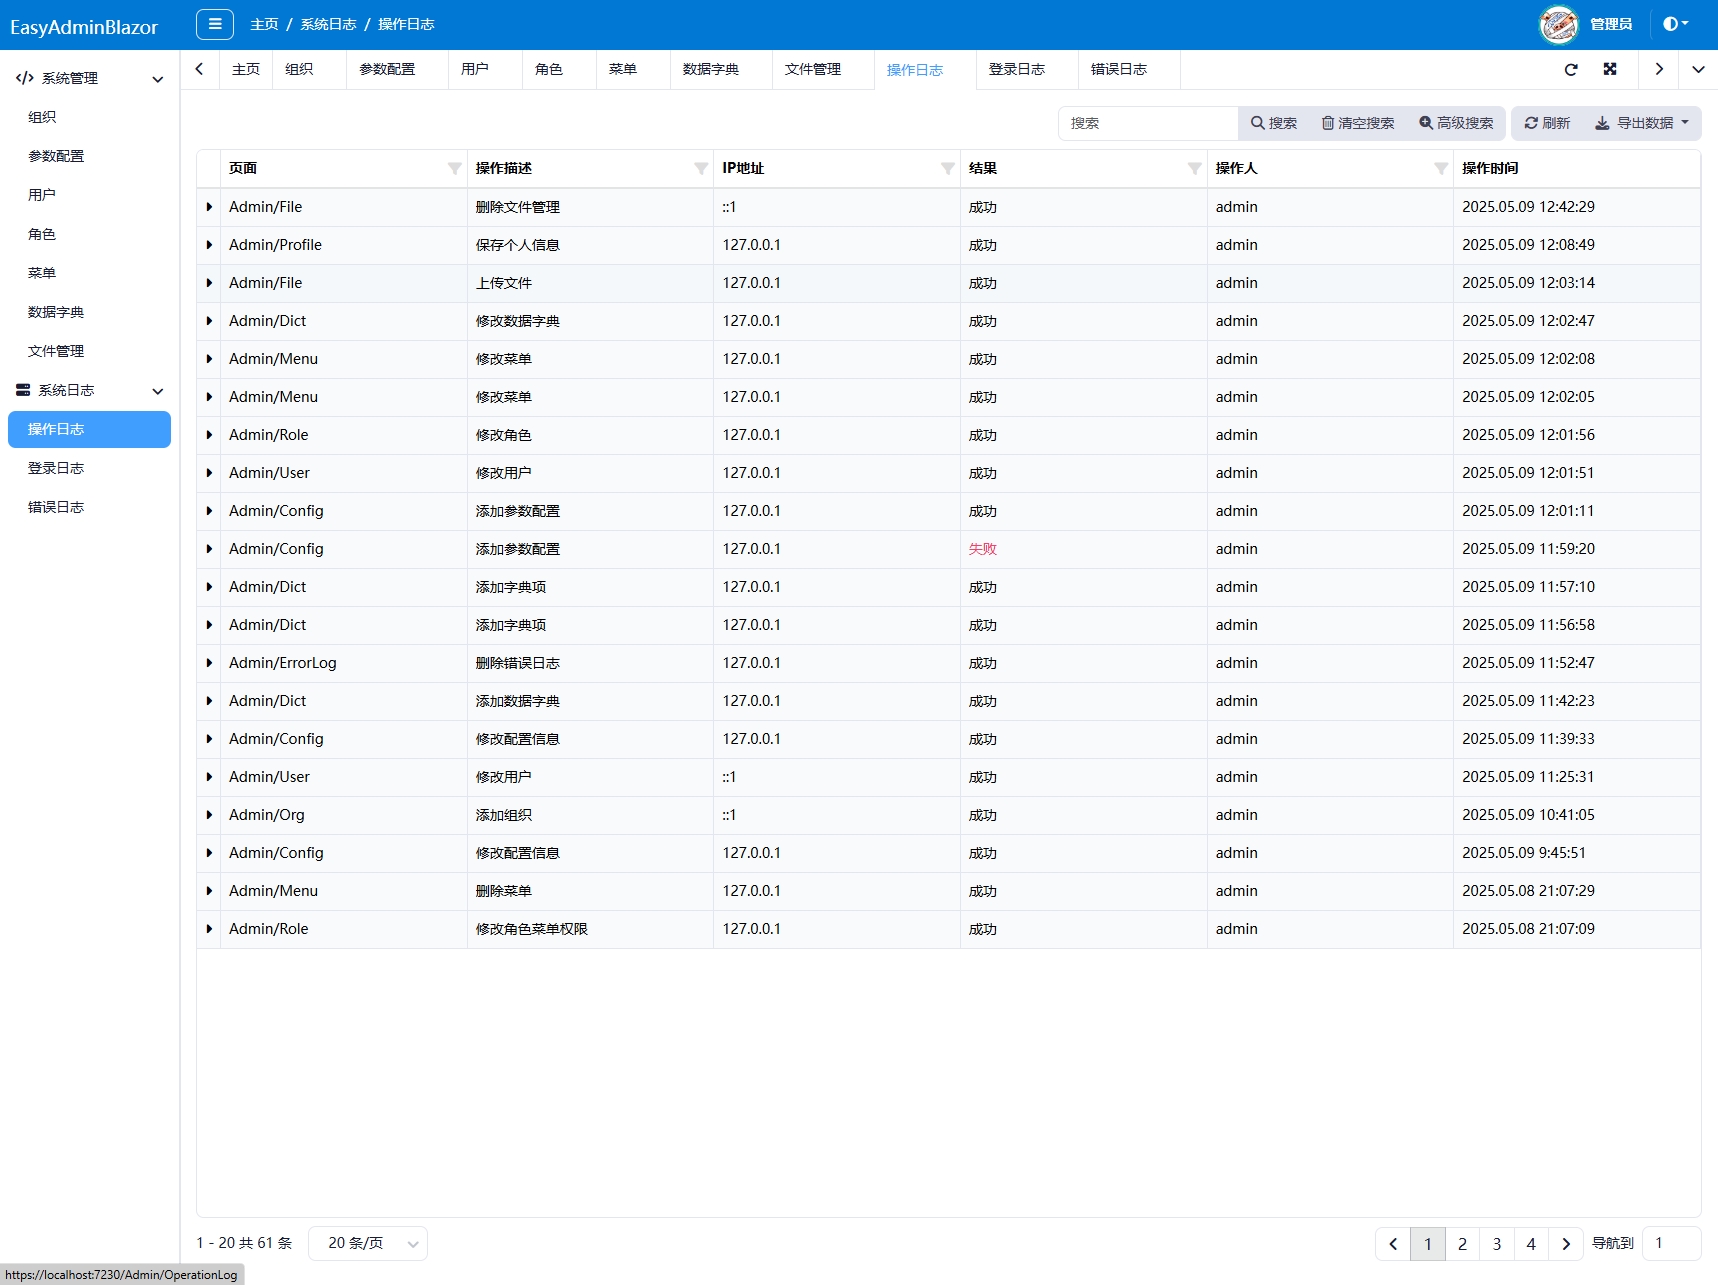 EasyAdminBlazor
主页 / 系统日志 / 操作日志
管理员
系统管理
组织
参数配置
用户
角色
菜单
数据字典
文件管理
系统日志
操作日志
登录日志
错误日志
主页 组织 参数配置 用户 角色 菜单 数据字典 文件管理 操作日志 登录日志 错误日志
搜索 搜索 清空搜索 高级搜索 刷新 导出数据
页面 操作描述 IP地址 结果 操作人 操作时间
Admin/File 删除文件管理 ::1 成功 admin 2025.05.09 12:42:29
Admin/Profile 保存个人信息 127.0.0.1 成功 admin 2025.05.09 12:08:49
Admin/File 上传文件 127.0.0.1 成功 admin 2025.05.09 12:03:14
Admin/Dict 修改数据字典 127.0.0.1 成功 admin 2025.05.09 12:02:47
Admin/Menu 修改菜单 127.0.0.1 成功 admin 2025.05.09 12:02:08
Admin/Menu 修改菜单 127.0.0.1 成功 admin 2025.05.09 12:02:05
Admin/Role 修改角色 127.0.0.1 成功 admin 2025.05.09 12:01:56
Admin/User 修改用户 127.0.0.1 成功 admin 2025.05.09 12:01:51
Admin/Config 添加参数配置 127.0.0.1 成功 admin 2025.05.09 12:01:11
Admin/Config 添加参数配置 127.0.0.1 失败 admin 2025.05.09 11:59:20
Admin/Dict 添加字典项 127.0.0.1 成功 admin 2025.05.09 11:57:10
Admin/Dict 添加字典项 127.0.0.1 成功 admin 2025.05.09 11:56:58
Admin/ErrorLog 删除错误日志 127.0.0.1 成功 admin 2025.05.09 11:52:47
Admin/Dict 添加数据字典 127.0.0.1 成功 admin 2025.05.09 11:42:23
Admin/Config 修改配置信息 127.0.0.1 成功 admin 2025.05.09 11:39:33
Admin/User 修改用户 ::1 成功 admin 2025.05.09 11:25:31
Admin/Org 添加组织 ::1 成功 admin 2025.05.09 10:41:05
Admin/Config 修改配置信息 127.0.0.1 成功 admin 2025.05.09 9:45:51
Admin/Menu 删除菜单 127.0.0.1 成功 admin 2025.05.08 21:07:29
Admin/Role 修改角色菜单权限 127.0.0.1 成功 admin 2025.05.08 21:07:09
1 - 20 共 61 条 20 条/页 1 2 3 4 导航到 1
https://localhost:7230/Admin/OperationLog